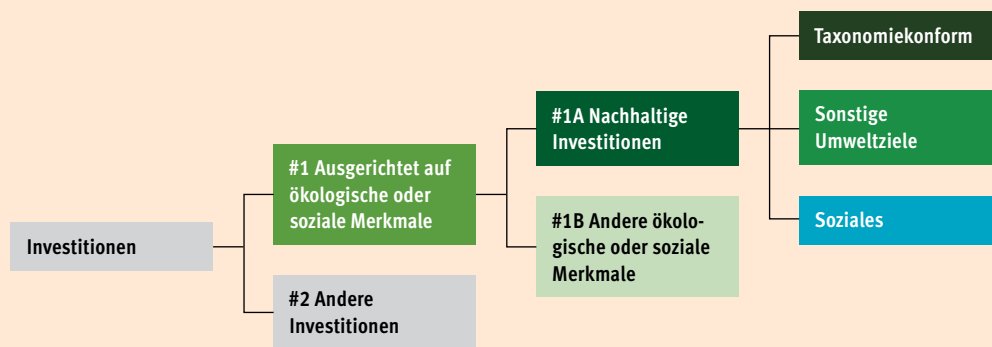 Investitionen
#1 Ausgerichtet auf
ökologische oder
soziale Merkmale
#2 Andere
Investitionen
#1A Nachhaltige
Investitionen
#1B Andere ökolo-
gische oder soziale
Merkmale
Taxonomiekonform
Sonstige
Umweltziele
Soziales